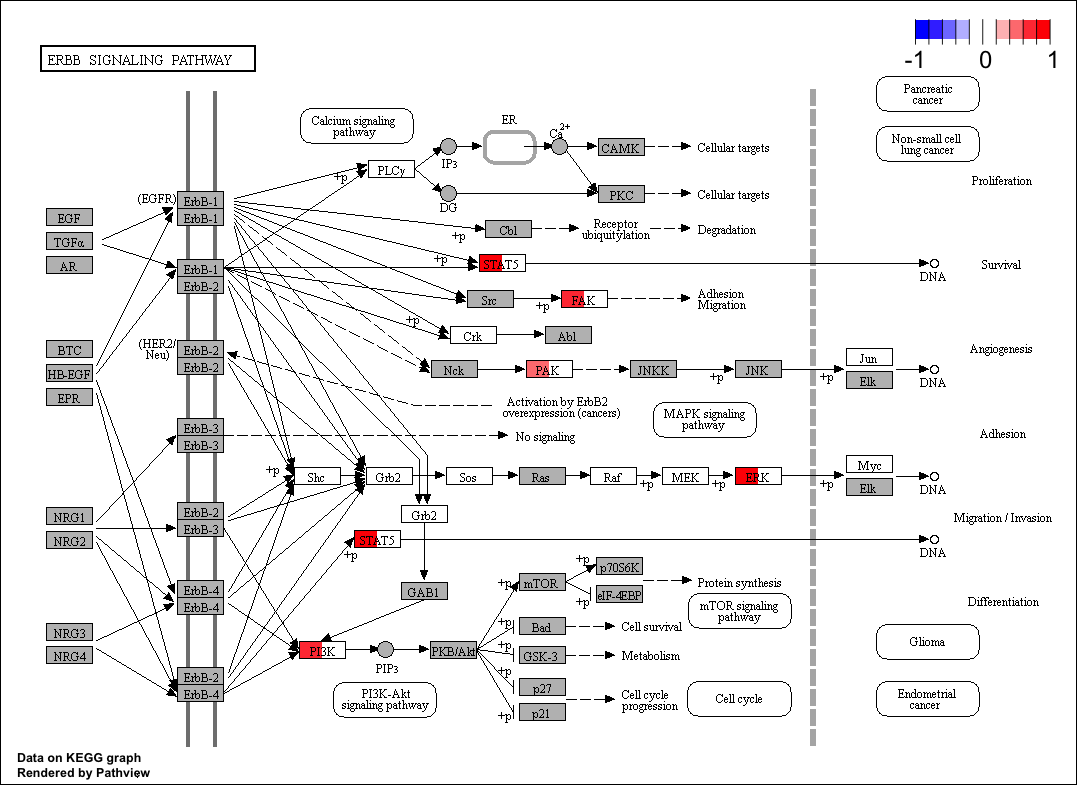 -1 0 1
ERBB SIGNALING PATHWAY
Pancreatic
cancer
Calcium signaling
pathway
ER
Ca2+
Non-small cell
lung cancer
CAMK
Cellular targets
IP3
PLCγ
+p
Proliferation
(EGFR)
ErbB-1
ErbB-1
DG
PKC
Cellular targets
EGF
TGFα
AR
Cbl
+p
Receptor
ubiquitylation
Degradation
ErbB-1
ErbB-2
+p
STAT5
DNA
Survival
Src
+p
FAK
Adhesion
Migration
+p
Crk
Abl
BTC
HB-EGF
EPR
(HER2/
Neu)
ErbB-2
ErbB-2
Nck
PAK
JNKK
+p
JNK
+p
Jun
Elk
DNA
Angiogenesis
Activation by ErbB2
overexpression (cancers)
MAPK signaling
pathway
ErbB-3
ErbB-3
No signaling
Adhesion
+p
Shc
Grb2
Sos
Ras
Raf
+p
MEK
+p
ERK
+p
Myc
Elk
DNA
NRG1
NRG2
ErbB-2
ErbB-3
Grb2
Migration / Invasion
STAT5
+p
DNA
ErbB-4
ErbB-4
GAB1
+p
mTOR
+p
p70S6K
+p
eIF-4EBP
Protein synthesis
mTOR signaling
pathway
Differentiation
NRG3
NRG4
+p
Bad
Cell survival
Glioma
PI3K
PIP3
PKB/Akt
+p
GSK-3
Metabolism
ErbB-2
ErbB-4
PI3K-Akt
signaling pathway
+p
p27
+p
p21
Cell cycle
progression
Cell cycle
Endometrial
cancer
Data on KEGG graph
Rendered by Pathview